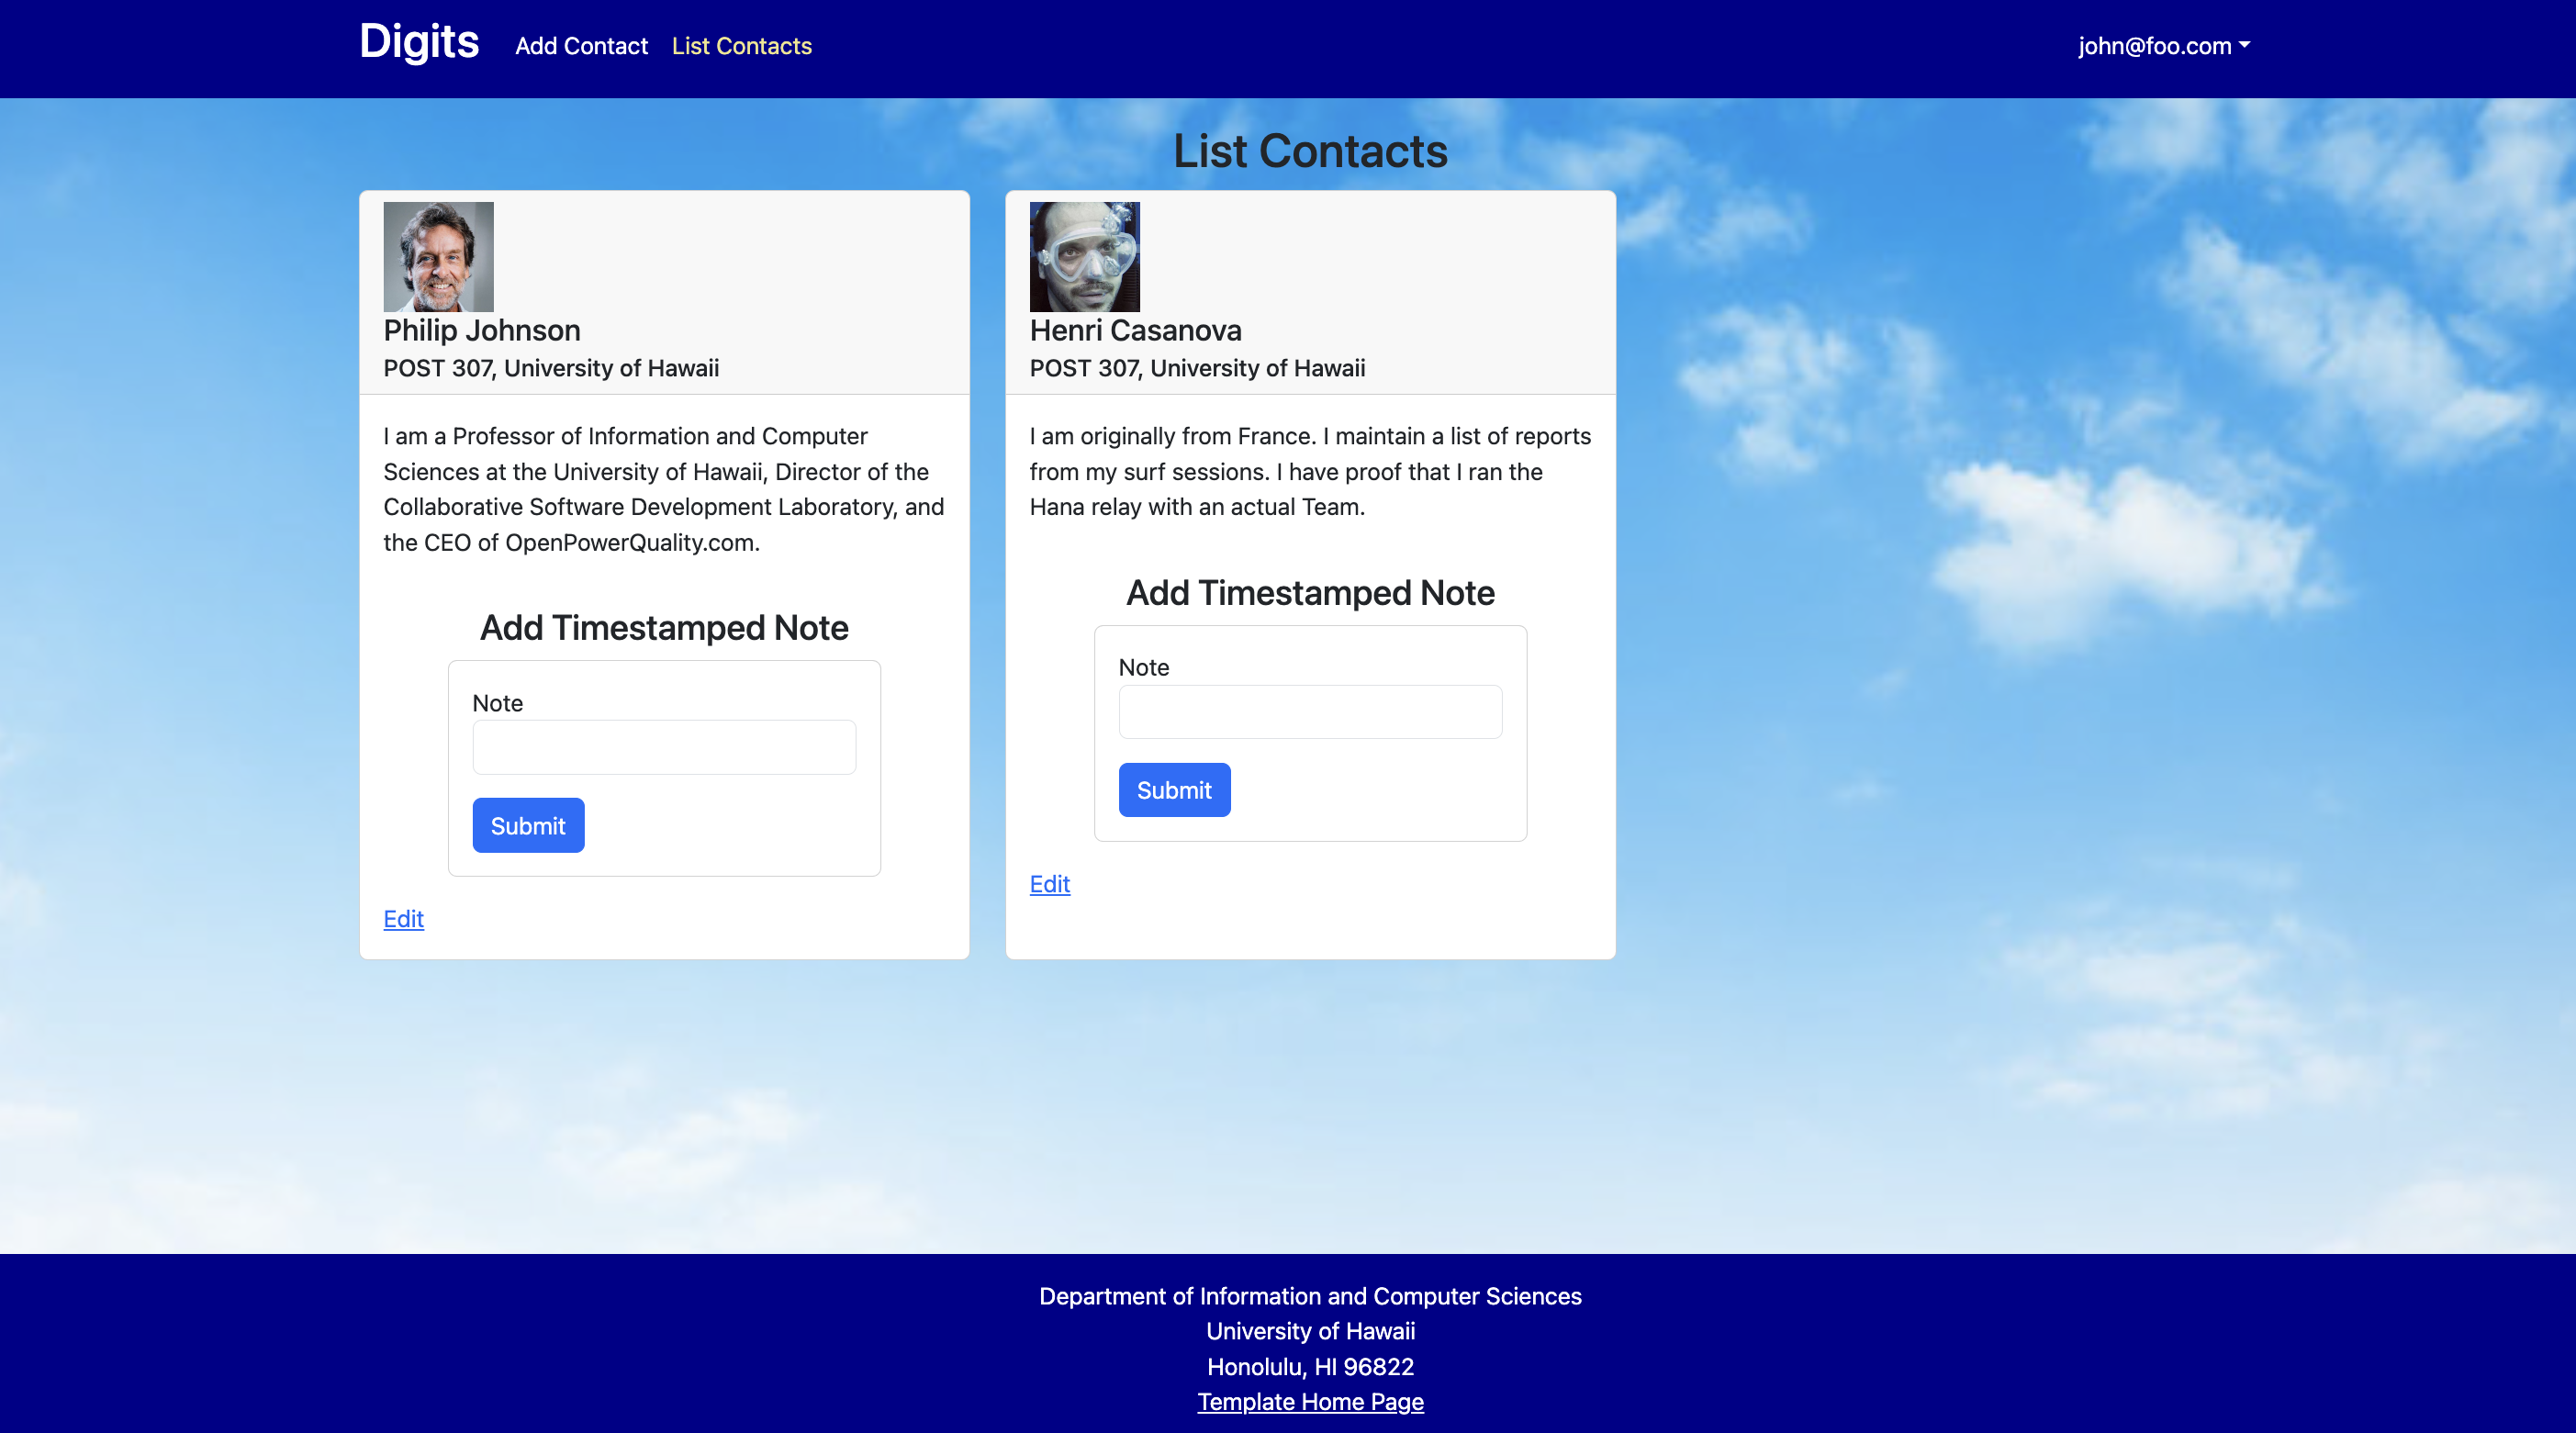 Digits Add Contact List Contacts john@foo.com
List Contacts
Philip Johnson
POST 307, University of Hawaii
I am a Professor of Information and Computer
Sciences at the University of Hawaii, Director of the
Collaborative Software Development Laboratory, and
the CEO of OpenPowerQuality.com.
Add Timestamped Note
Note
Submit
Edit
Henri Casanova
POST 307, University of Hawaii
I am originally from France. I maintain a list of reports
from my surf sessions. I have proof that I ran the
Hana relay with an actual Team.
Add Timestamped Note
Note
Submit
Edit
Department of Information and Computer Sciences
University of Hawaii
Honolulu, HI 96822
Template Home Page